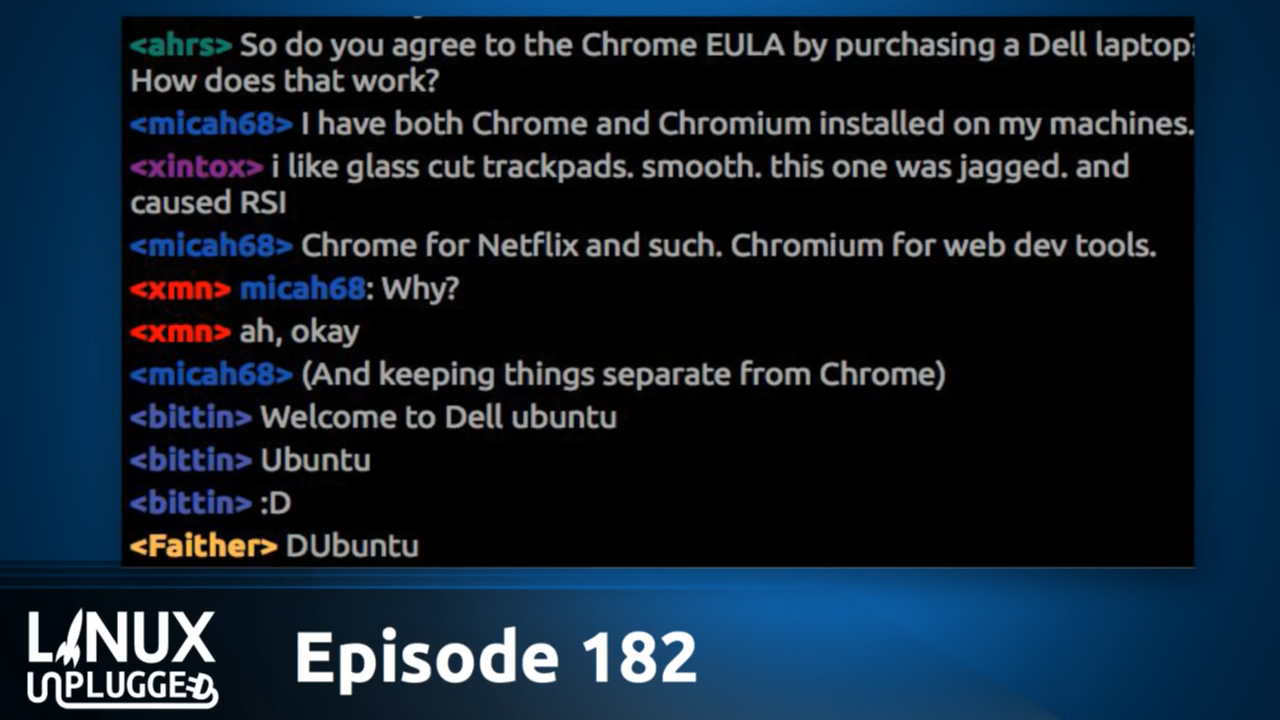 <ahrs> So do you agree to the Chrome EULA by purchasing a Dell laptop?
How does that work?
<micah68> I have both Chrome and Chromium installed on my machines.
<xintox> i like glass cut trackpads. smooth. this one was jagged. and
caused RSI
<micah68> Chrome for Netflix and such. Chromium for web dev tools.
<xmn> micah68: Why?
<xmn> ah, okay
<micah68> (And keeping things separate from Chrome)
<bittin> Welcome to Dell ubuntu
<bittin> Ubuntu
<bittin> :D
<Faither> DUbuntu
LINUX
UNPLUGGED
Episode 182